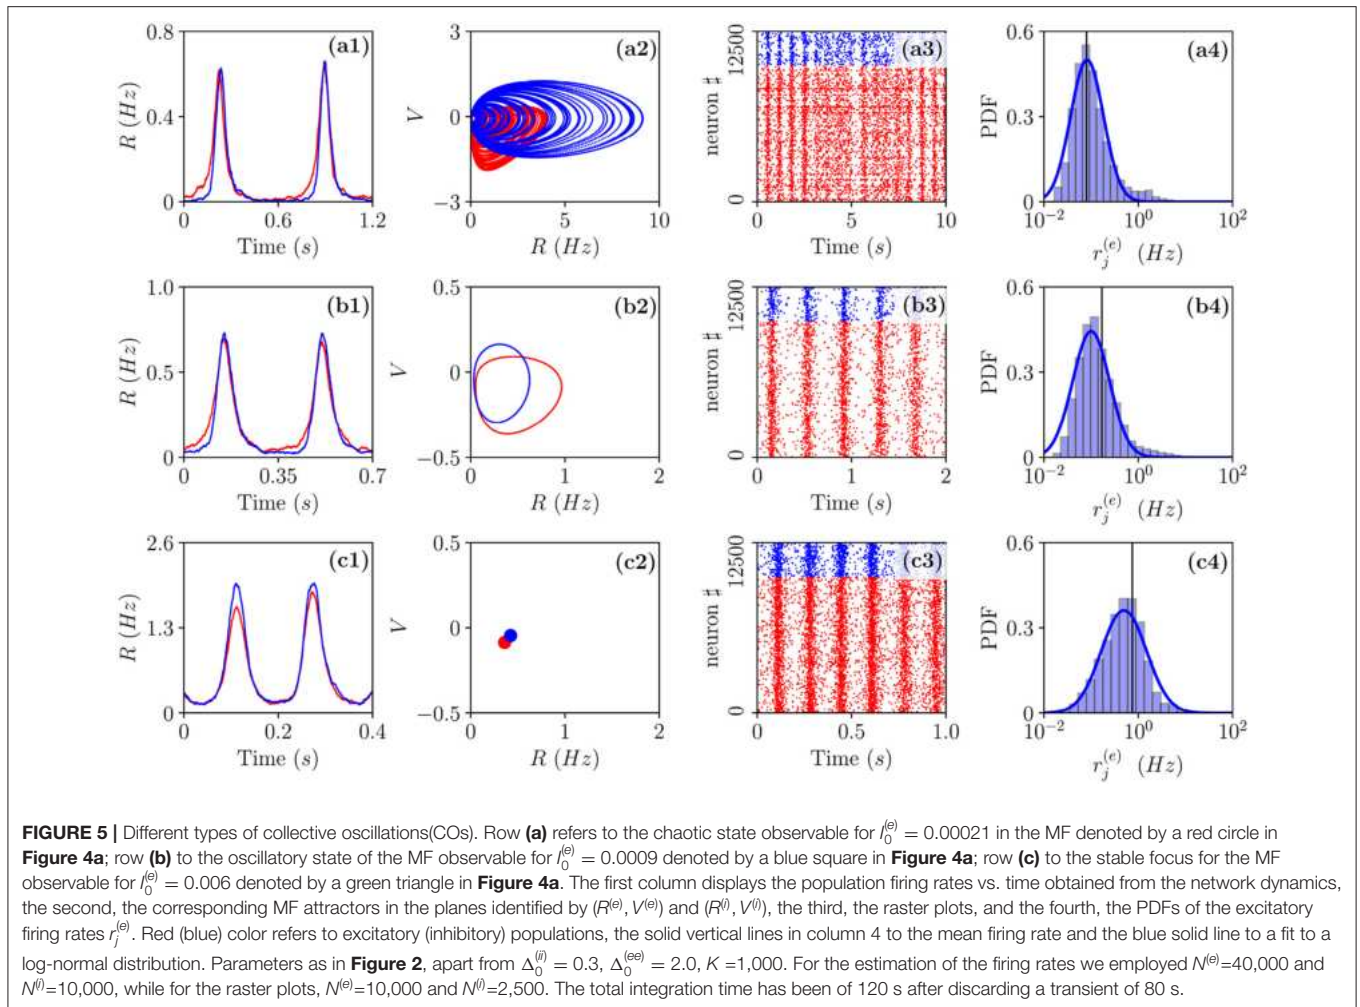 0.8
(a1)
R (Hz)
0.4
0
0 0.6 1.2
Time (s)
3
(a2)
V
0
−3
5 10
R (Hz)
12500
(a3)
neuron ♯
0
0 5 10
Time (s)
0.6
(a4)
PDF
0.3
0
10⁻² 10⁰ 10²
r_j^(e) (Hz)
1.0
(b1)
R (Hz)
0.5
0
0 0.35 0.7
Time (s)
0.5
(b2)
V
0
−0.5
0 1 2
R (Hz)
12500
(b3)
neuron ♯
0
0 1 2
Time (s)
0.6
(b4)
PDF
0.3
0
10⁻² 10⁰ 10²
r_j^(e) (Hz)
2.6
(c1)
R (Hz)
1.3
0
0.2 0.4
Time (s)
0.5
(c2)
V
0
−0.5
0 1 2
R (Hz)
12500
(c3)
neuron ♯
0
0 0.5 1.0
Time (s)
0.6
(c4)
PDF
0.3
0
10⁻² 10⁰ 10²
r_j^(e) (Hz)
FIGURE 5 | Different types of collective oscillations(COs). Row (a) refers to the chaotic state observable for I_0^(e) = 0.00021 in the MF denoted by a red circle in
Figure 4a; row (b) to the oscillatory state of the MF observable for I_0^(e) = 0.0009 denoted by a blue square in Figure 4a; row (c) to the stable focus for the MF
observable for I_0^(e) = 0.006 denoted by a green triangle in Figure 4a. The first column displays the population firing rates vs. time obtained from the network dynamics,
the second, the corresponding MF attractors in the planes identified by (R^(e), V^(e)) and (R^(i), V^(i)), the third, the raster plots, and the fourth, the PDFs of the excitatory
firing rates r_j^(e). Red (blue) color refers to excitatory (inhibitory) populations, the solid vertical lines in column 4 to the mean firing rate and the blue solid line to a fit to a
log-normal distribution. Parameters as in Figure 2, apart from Δ_0^(ii) = 0.3, Δ_0^(ee) = 2.0, K =1,000. For the estimation of the firing rates we employed N^(e)=40,000 and
N^(i)=10,000, while for the raster plots, N^(e)=10,000 and N^(i)=2,500. The total integration time has been of 120 s after discarding a transient of 80 s.